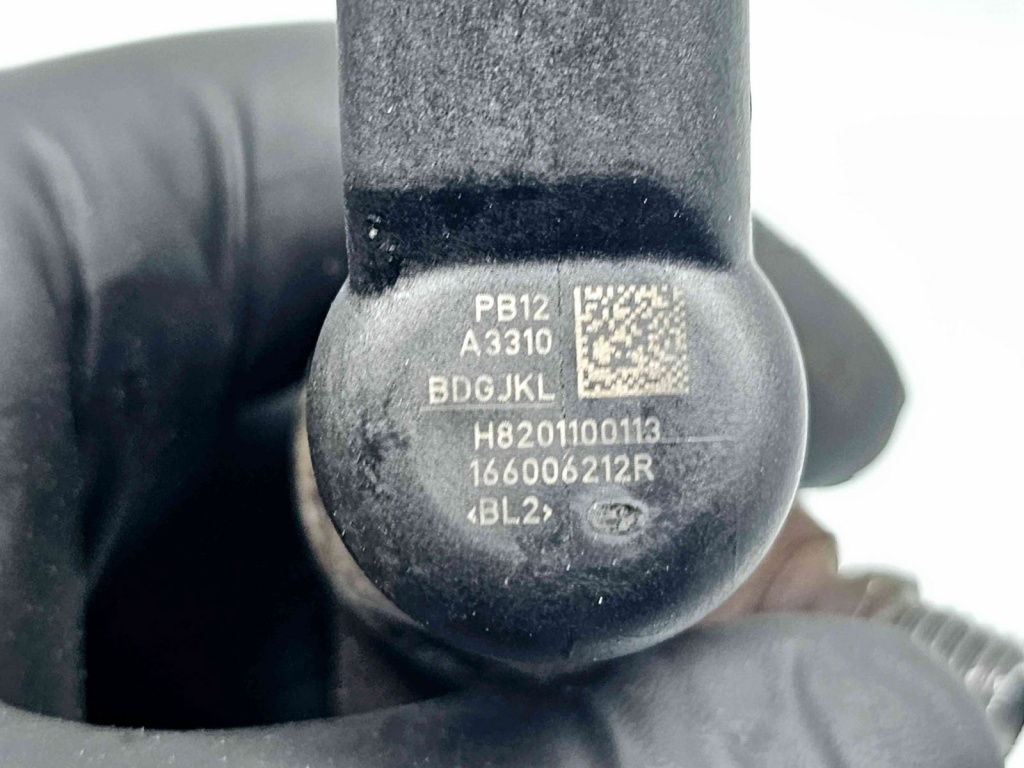 PB12
A3310
BDGJKL
H8201100113
166006212R
<BL2>